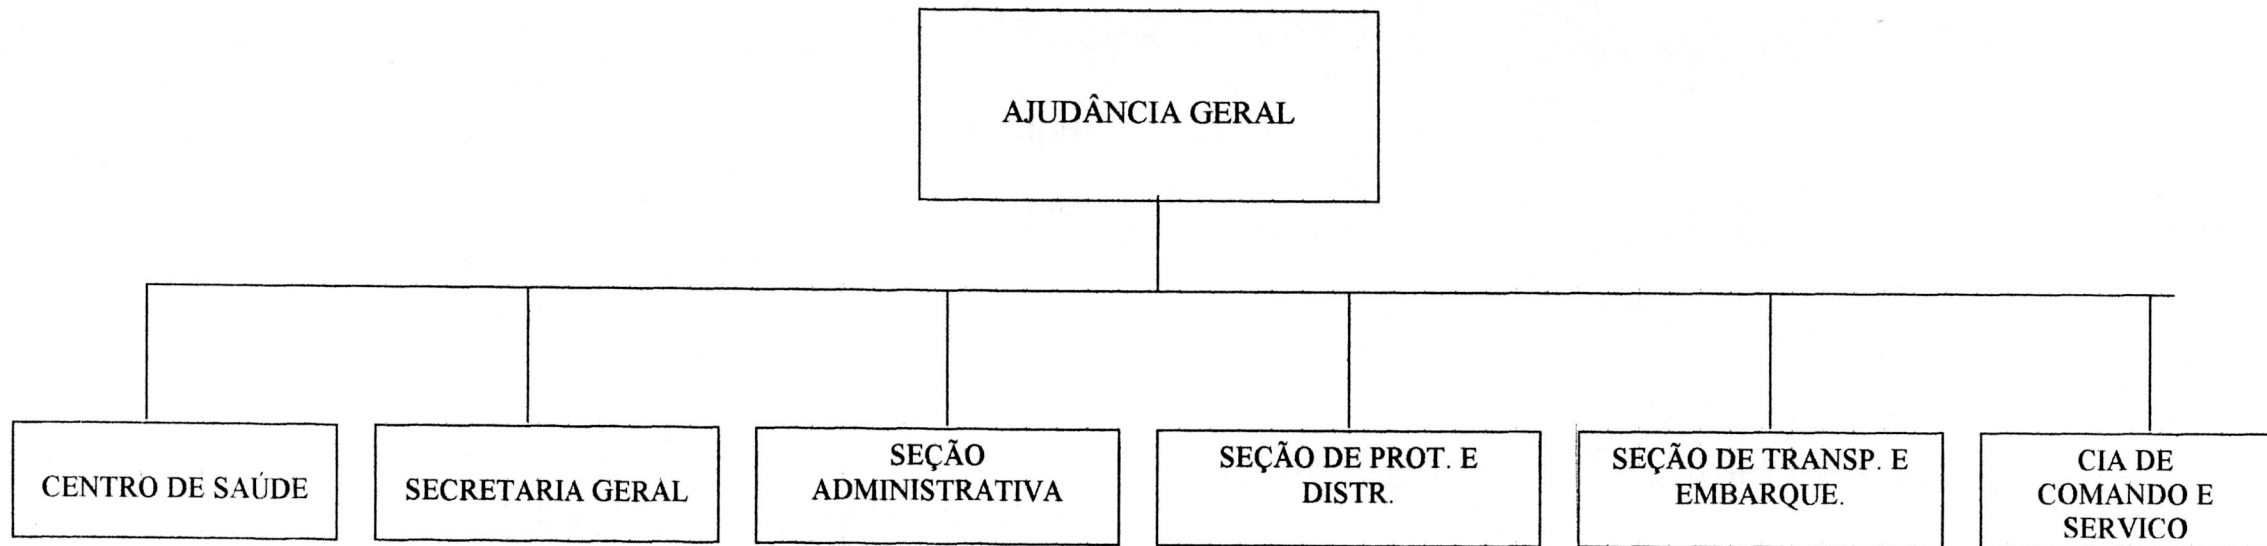 AJUDÂNCIA GERAL
CENTRO DE SAÚDE
SECRETARIA GERAL
SEÇÃO
ADMINISTRATIVA
SEÇÃO DE PROT. E
DISTR.
SEÇÃO DE TRANSP. E
EMBARQUE.
CIA DE
COMANDO E
SERVICO